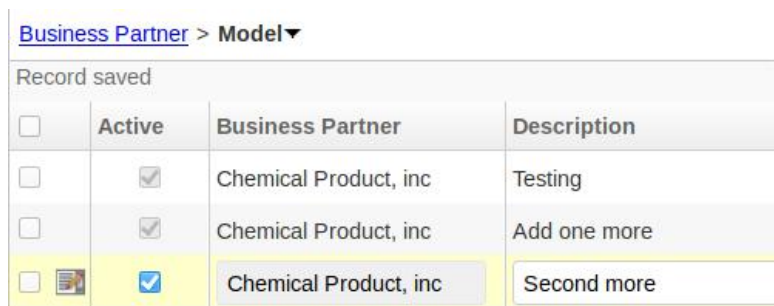 Business Partner > Model
Record saved
Active Business Partner Description
Chemical Product, inc Testing
Chemical Product, inc Add one more
Chemical Product, inc Second more